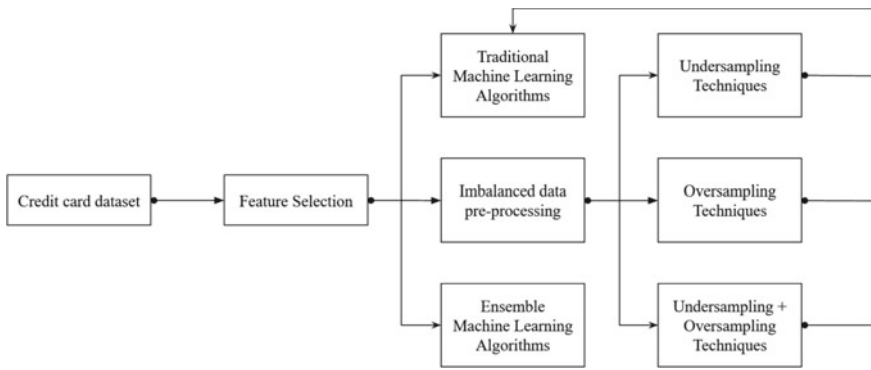 Traditional
Machine Learning
Algorithms
Undersampling
Techniques
Credit card dataset
Feature Selection
Imbalanced data
pre-processing
Oversampling
Techniques
Ensemble
Machine Learning
Algorithms
Undersampling +
Oversampling
Techniques